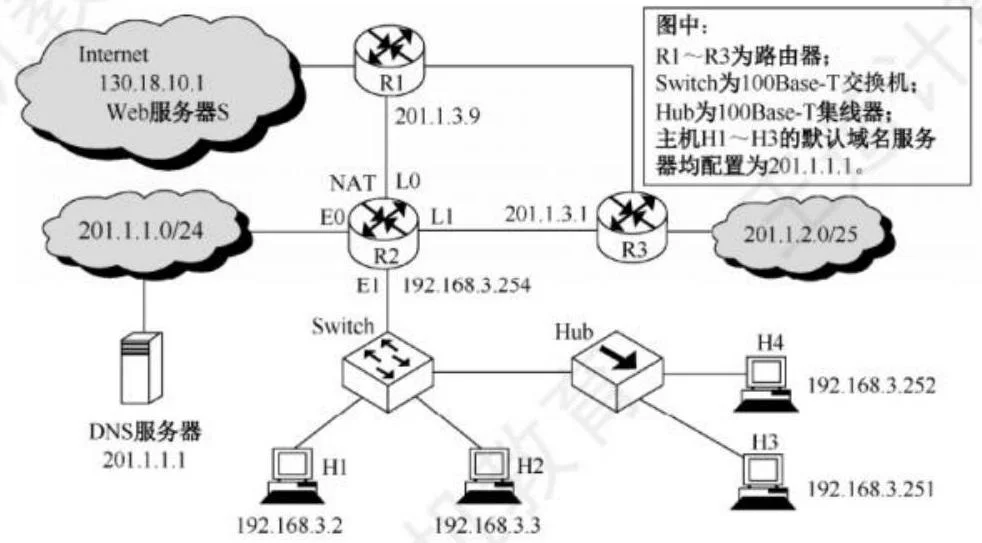 Internet
130.18.10.1
Web服务器S
R1
201.1.3.9
图中：
R1～R3为路由器；
Switch为100Base-T交换机；
Hub为100Base-T集线器；
主机H1～H3的默认域名服务
器均配置为201.1.1.1。
NAT
L0
201.1.1.0/24
E0
L1
R2
201.1.3.1
R3
201.1.2.0/25
E1
192.168.3.254
Switch
Hub
H4
192.168.3.252
DNS服务器
201.1.1.1
H1
192.168.3.2
H2
192.168.3.3
H3
192.168.3.251